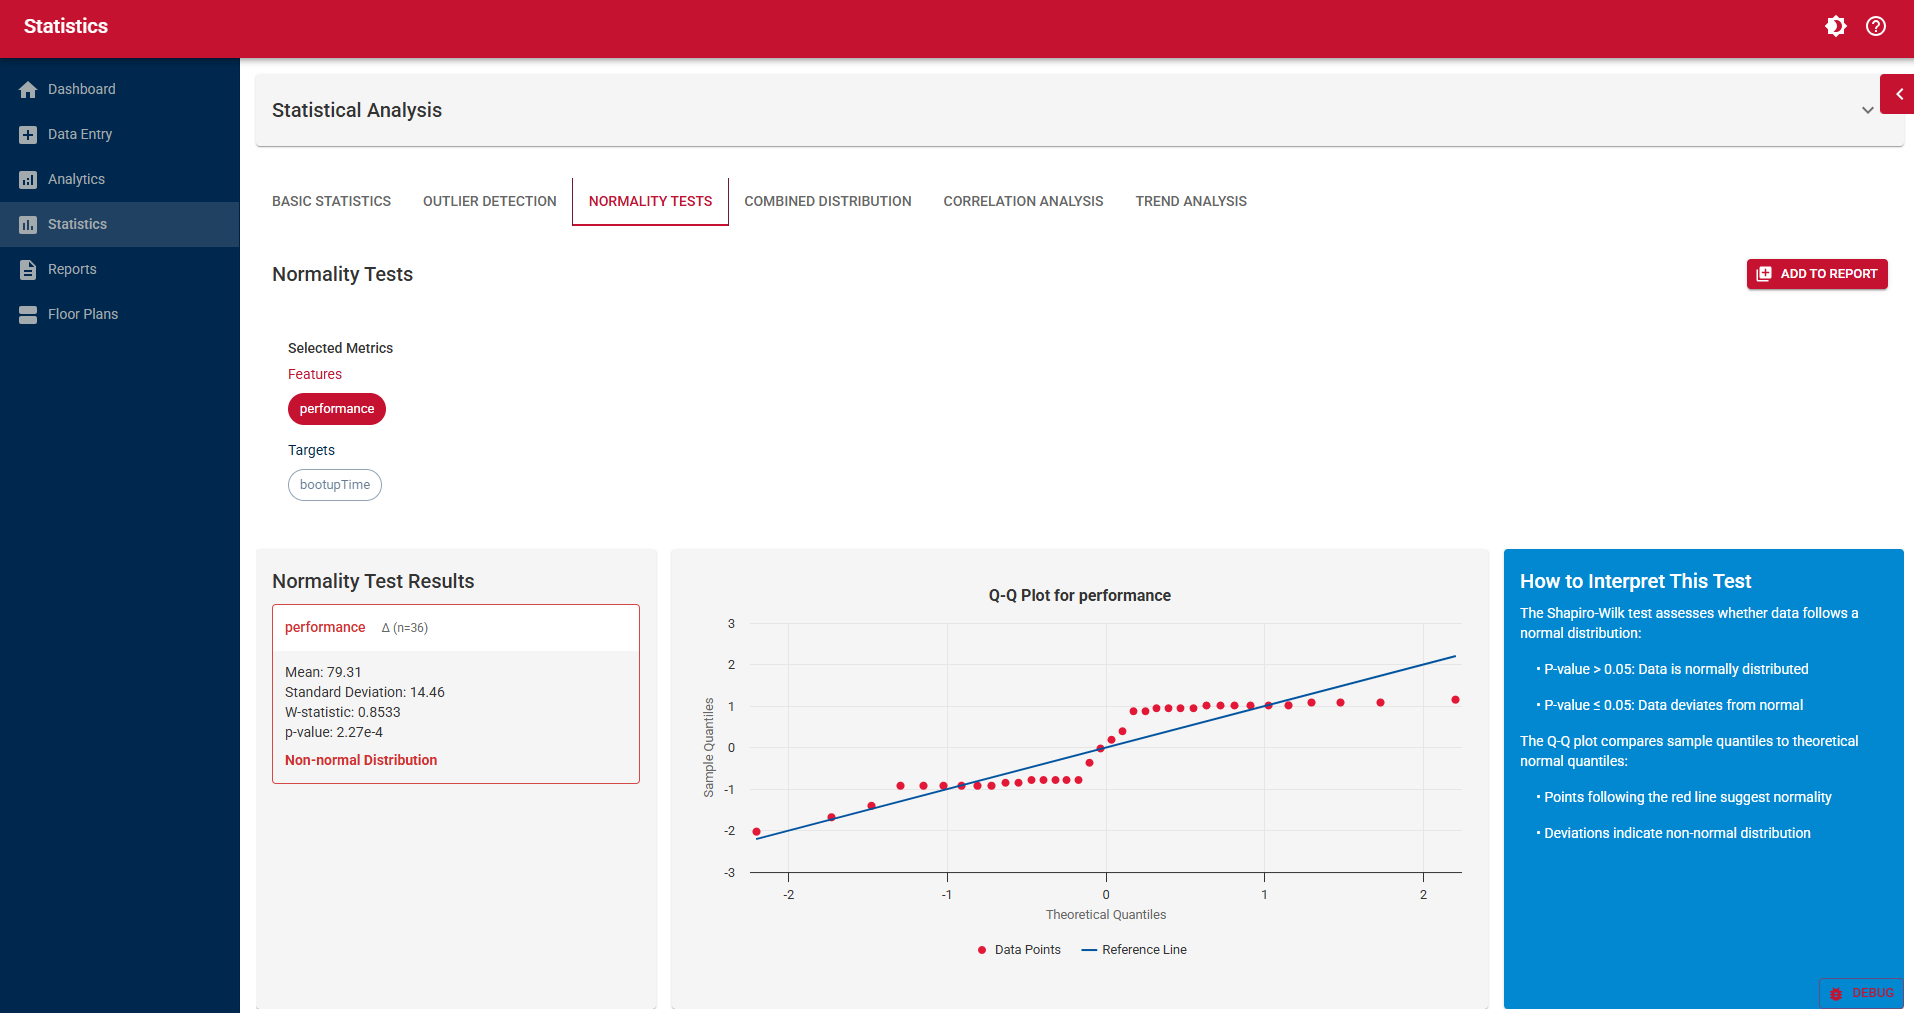 Statistics
Dashboard
Data Entry
Analytics
Statistics
Reports
Floor Plans
Statistical Analysis
BASIC STATISTICS
OUTLIER DETECTION
NORMALITY TESTS
COMBINED DISTRIBUTION
CORRELATION ANALYSIS
TREND ANALYSIS
Normality Tests
ADD TO REPORT
Selected Metrics
Features
performance
Targets
bootupTime
Normality Test Results
performance Δ (n=36)
Mean: 79.31
Standard Deviation: 14.46
W-statistic: 0.8533
p-value: 2.27e-4
Non-normal Distribution
Q-Q Plot for performance
Sample Quantiles
3
2
1
0
-1
-2
-3
-2
-1
0
1
2
Theoretical Quantiles
Data Points
Reference Line
How to Interpret This Test
The Shapiro-Wilk test assesses whether data follows a
normal distribution:
• P-value > 0.05: Data is normally distributed
• P-value ≤ 0.05: Data deviates from normal
The Q-Q plot compares sample quantiles to theoretical
normal quantiles:
• Points following the red line suggest normality
• Deviations indicate non-normal distribution
DEBUG